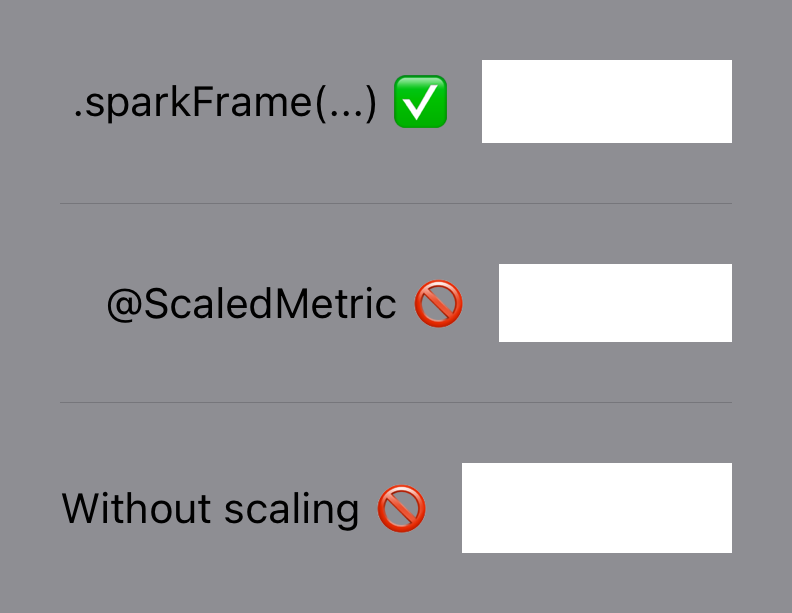 .sparkFrame(...) ✅
@ScaledMetric 🚫
Without scaling 🚫